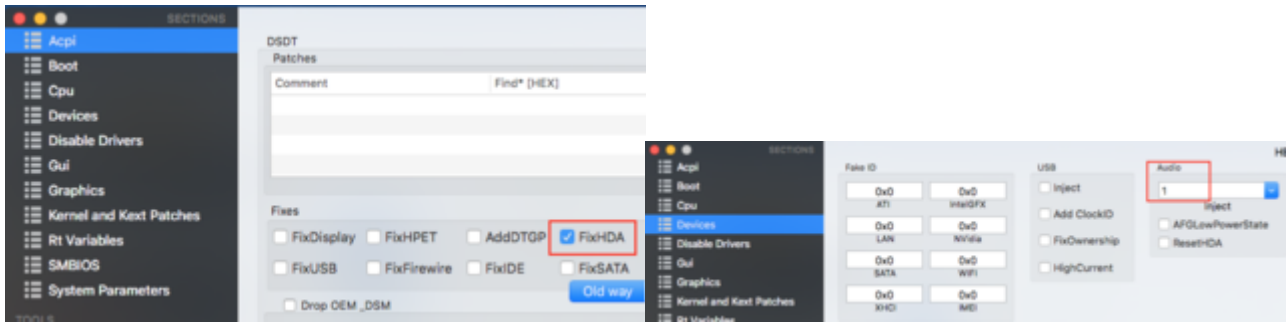 SECTIONS
Acpi
Boot
Cpu
Devices
Disable Drivers
Gui
Graphics
Kernel and Kext Patches
Rt Variables
SMBIOS
System Parameters
TOOLS
DSDT
Patches
Comment Find* [HEX]
Fixes
FixDisplay FixHPET AddDTGP FixHDA
FixUSB FixFirewire FixIDE FixSATA
Old way
Drop OEM _DSM
SECTIONS
Acpi
Boot
Cpu
Devices
Disable Drivers
Gui
Graphics
Kernel and Kext Patches
Rt Variables
Fake ID
0x0 0x0
ATI IntelGFX
0x0 0x0
LAN NVidia
0x0 0x0
SATA WIFI
0x0 0x0
XHCI IMEI
USB
Inject
Add ClockID
FixOwnership
HighCurrent
Audio
1
Inject
AFGLowPowerState
ResetHDA